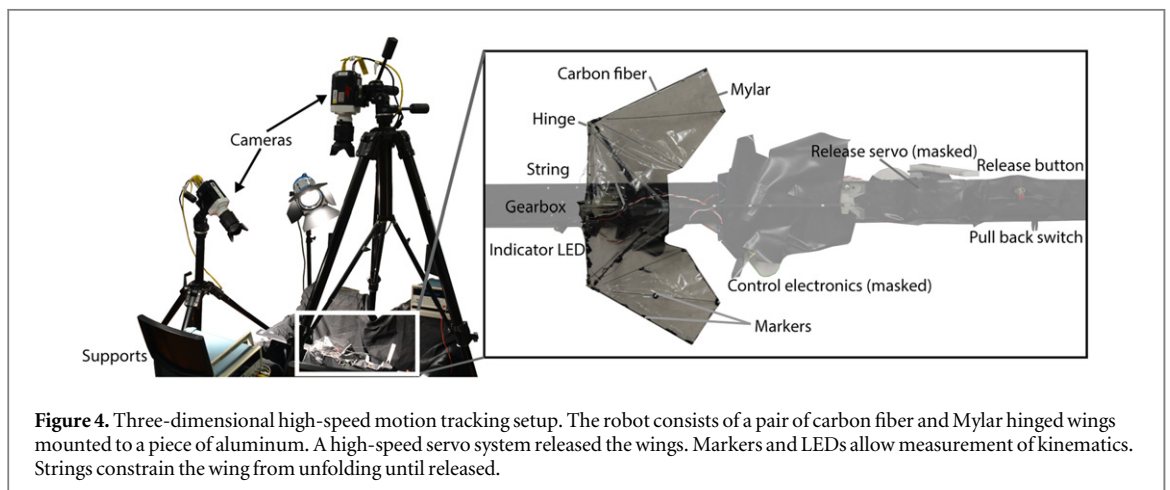 Cameras
Supports
Carbon fiber
Mylar
Hinge
String
Gearbox
Indicator LED
Release servo (masked)
Release button
Pull back switch
Control electronics (masked)
Markers
Figure 4. Three-dimensional high-speed motion tracking setup. The robot consists of a pair of carbon fiber and Mylar hinged wings
mounted to a piece of aluminum. A high-speed servo system released the wings. Markers and LEDs allow measurement of kinematics.
Strings constrain the wing from unfolding until released.